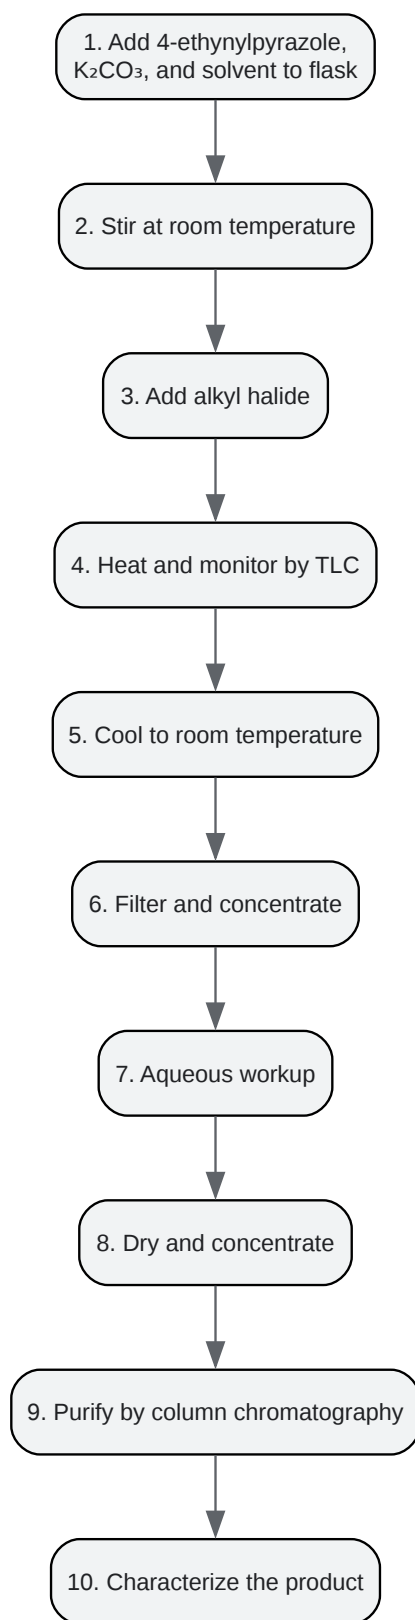 1. Add 4-ethynylpyrazole,
K₂CO₃, and solvent to flask
2. Stir at room temperature
3. Add alkyl halide
4. Heat and monitor by TLC
5. Cool to room temperature
6. Filter and concentrate
7. Aqueous workup
8. Dry and concentrate
9. Purify by column chromatography
10. Characterize the product